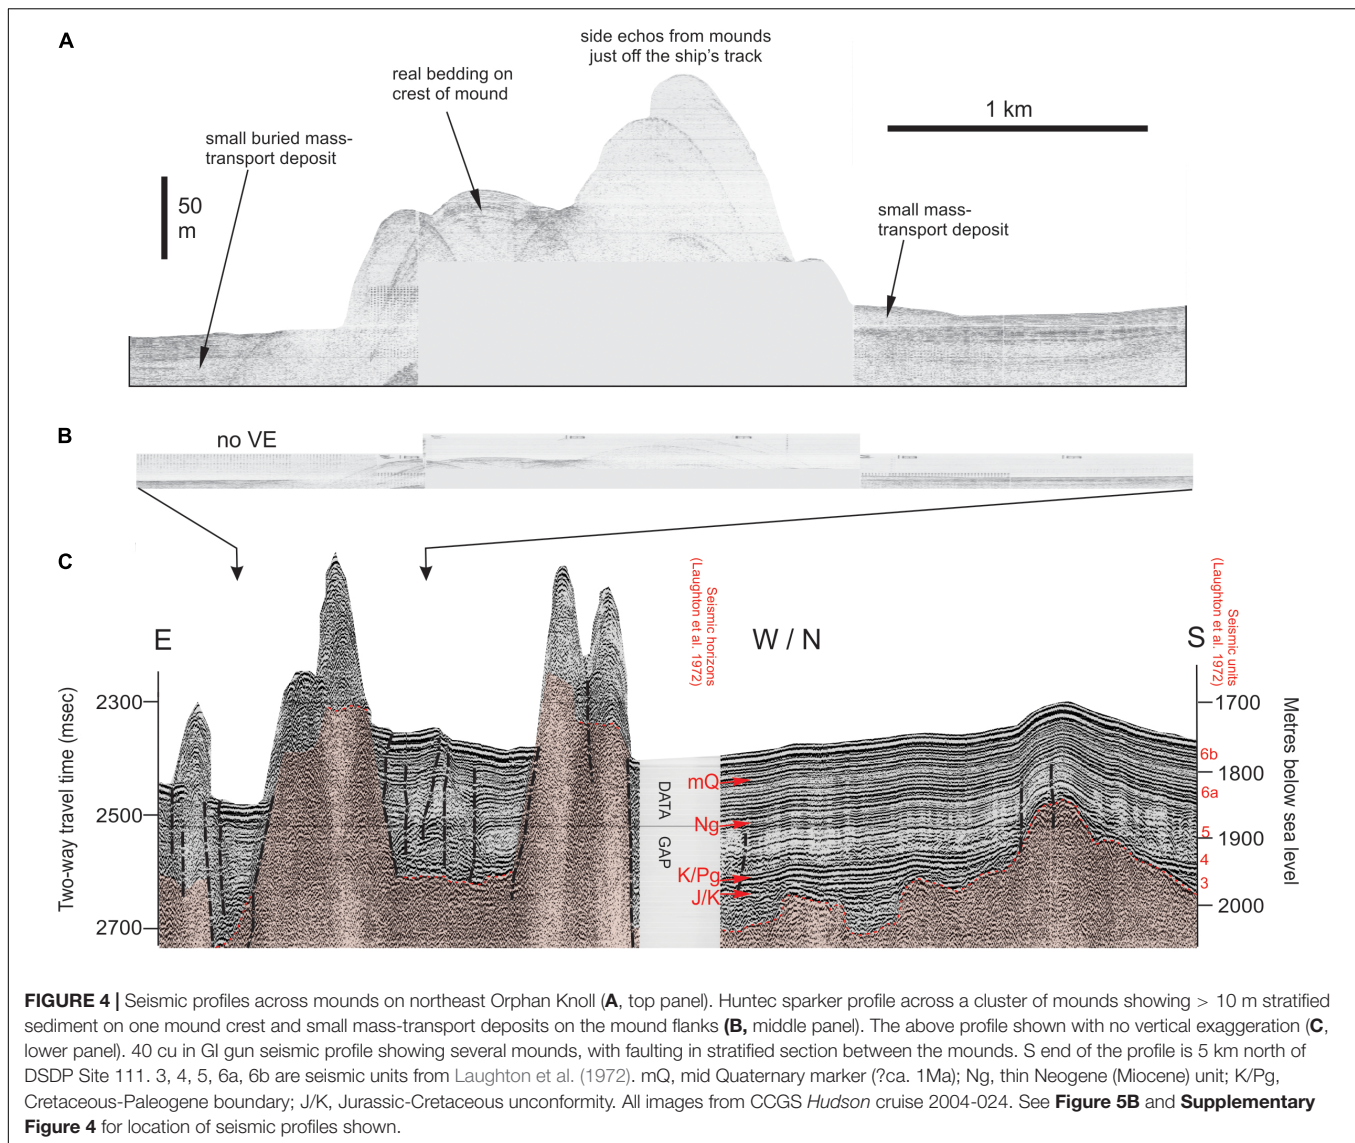 A
side echos from mounds
just off the ship's track
real bedding on
crest of mound
1 km
small buried mass-
transport deposit
50
m
small mass-
transport deposit
B
no VE
C
Seismic horizons
(Laughton et al. 1972)
Seismic units
(Laughton et al. 1972)
E
W / N
S
Two-way travel time (msec)
2300
2500
2700
DATA
GAP
mQ
Ng
K/Pg
J/K
6b
6a
5
4
3
1700
1800
1900
2000
Metres below sea level
FIGURE 4 | Seismic profiles across mounds on northeast Orphan Knoll (A, top panel). Huntec sparker profile across a cluster of mounds showing > 10 m stratified
sediment on one mound crest and small mass-transport deposits on the mound flanks (B, middle panel). The above profile shown with no vertical exaggeration (C,
lower panel). 40 cu in GI gun seismic profile showing several mounds, with faulting in stratified section between the mounds. S end of the profile is 5 km north of
DSDP Site 111. 3, 4, 5, 6a, 6b are seismic units from Laughton et al. (1972). mQ, mid Quaternary marker (?ca. 1Ma); Ng, thin Neogene (Miocene) unit; K/Pg,
Cretaceous-Paleogene boundary; J/K, Jurassic-Cretaceous unconformity. All images from CCGS Hudson cruise 2004-024. See Figure 5B and Supplementary
Figure 4 for location of seismic profiles shown.